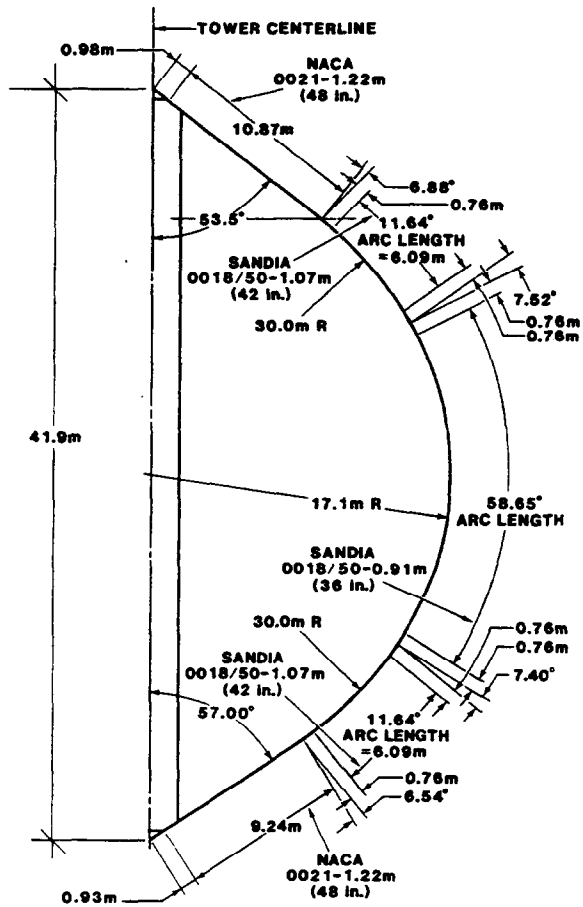 TOWER CENTERLINE
0.98m
NACA
0021-1.22m
(48 in.)
10.87m
6.88°
0.76m
53.5°
11.64°
ARC LENGTH
=6.09m
SANDIA
0018/50-1.07m
(42 in.)
7.52°
0.76m
0.76m
30.0m R
41.9m
17.1m R
58.65°
ARC LENGTH
SANDIA
0018/50-0.91m
(36 in.)
30.0m R
0.76m
0.76m
7.40°
SANDIA
0018/50-1.07m
(42 in.)
57.00°
11.64°
ARC LENGTH
=6.09m
0.76m
6.54°
9.24m
NACA
0021-1.22m
(48 in.)
0.93m